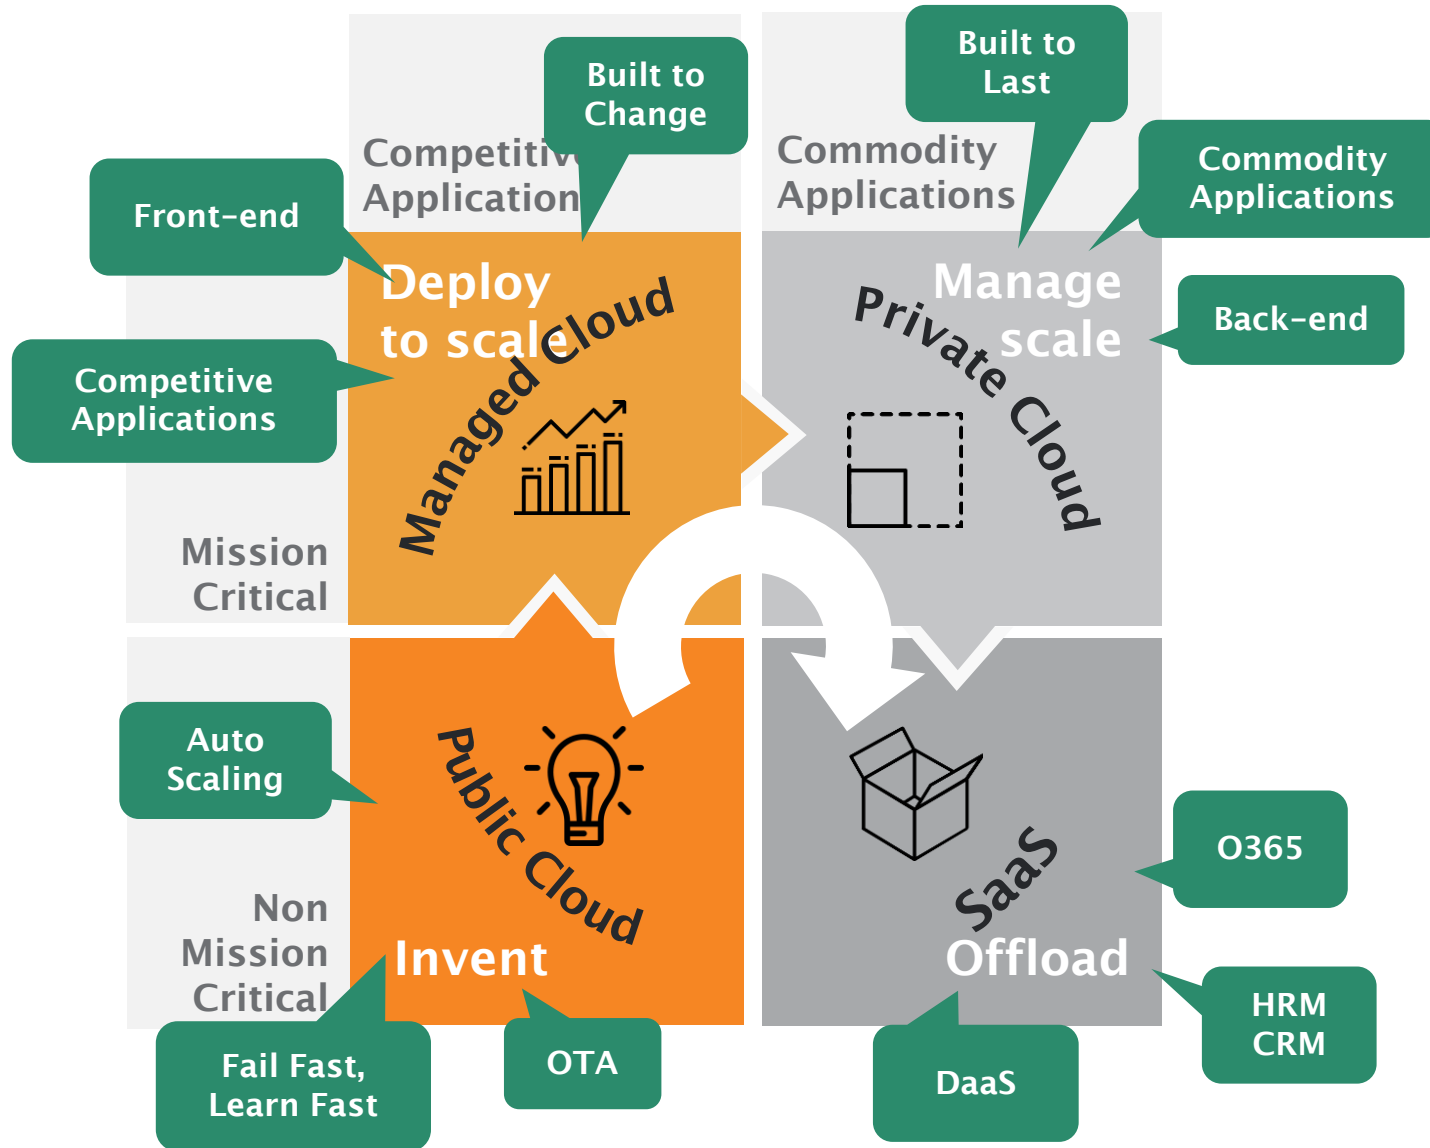 Built to
Change
Built to
Last
Competitive
Application
Commodity
Applications
Commodity
Applications
Front-end
Deploy
to scale
Managed Cloud
Manage
scale
Private Cloud
Back-end
Competitive
Applications
Mission
Critical
Auto
Scaling
Public Cloud
SaaS
O365
Non
Mission
Critical
Invent
Offload
HRM
CRM
Fail Fast,
Learn Fast
OTA
DaaS